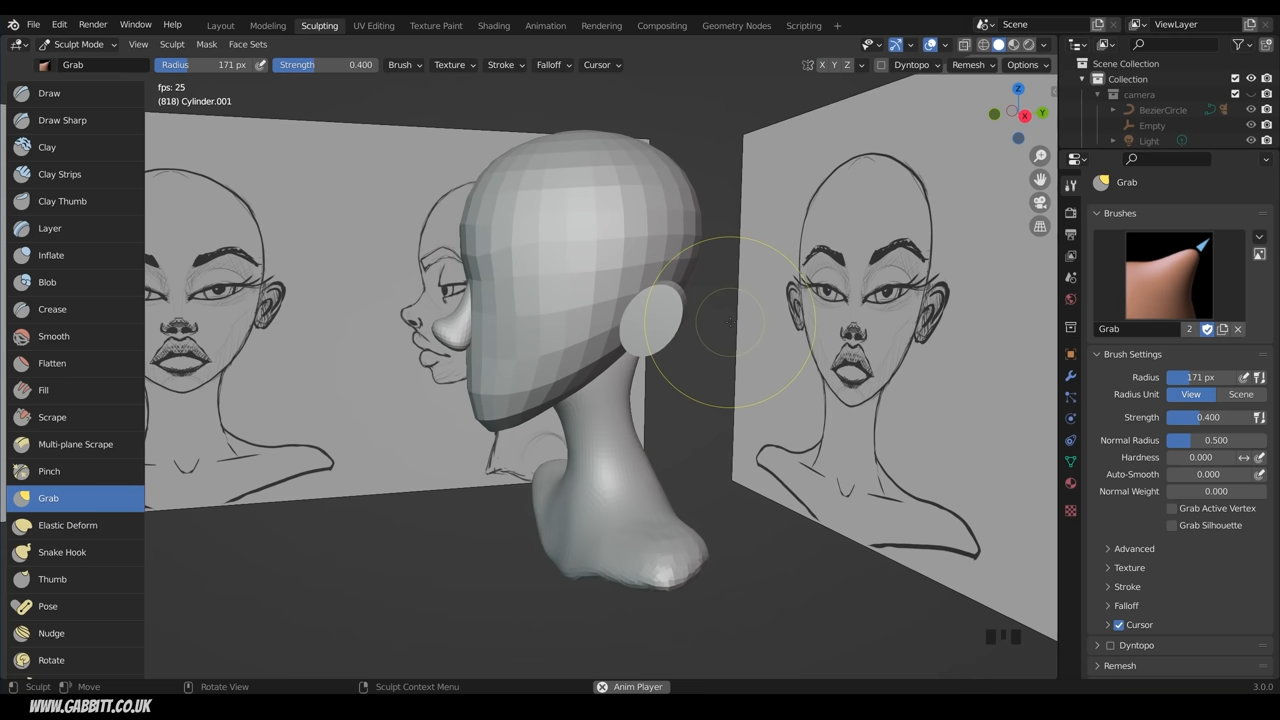 File Edit Render Window Help Layout Modeling Sculpting UV Editing Texture Paint Shading Animation Rendering Compositing Geometry Nodes Scripting + Scene ViewLayer
Sculpt Mode View Sculpt Mask Face Sets
Grab Radius 171 px Strength 0.400 Brush Texture Stroke Falloff Cursor X Y Z Dyntopo Remesh Options
fps: 25
(818) Cylinder.001
Draw
Draw Sharp
Clay
Clay Strips
Clay Thumb
Layer
Inflate
Blob
Crease
Smooth
Flatten
Fill
Scrape
Multi-plane Scrape
Pinch
Grab
Elastic Deform
Snake Hook
Thumb
Pose
Nudge
Rotate
Z
X
Y
Scene Collection
Collection
camera
BezierCircle
Empty
Light
Grab
Brushes
Grab 2
Brush Settings
Radius 171 px
Radius Unit View Scene
Strength 0.400
Normal Radius 0.500
Hardness 0.000
Auto-Smooth 0.000
Normal Weight 0.000
Grab Active Vertex
Grab Silhouette
Advanced
Texture
Stroke
Falloff
Cursor
Dyntopo
Remesh
Sculpt Move Rotate View Sculpt Context Menu Anim Player 3.0.0
WWW.GABBITT.CO.UK